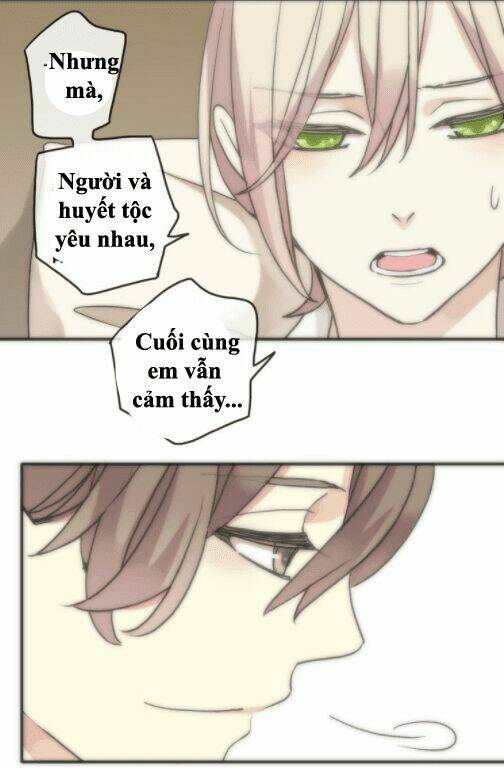 Nhưng
mà,
Người và
huyết tộc
yêu nhau,
Cuối cùng
em vẫn
cảm thấy...